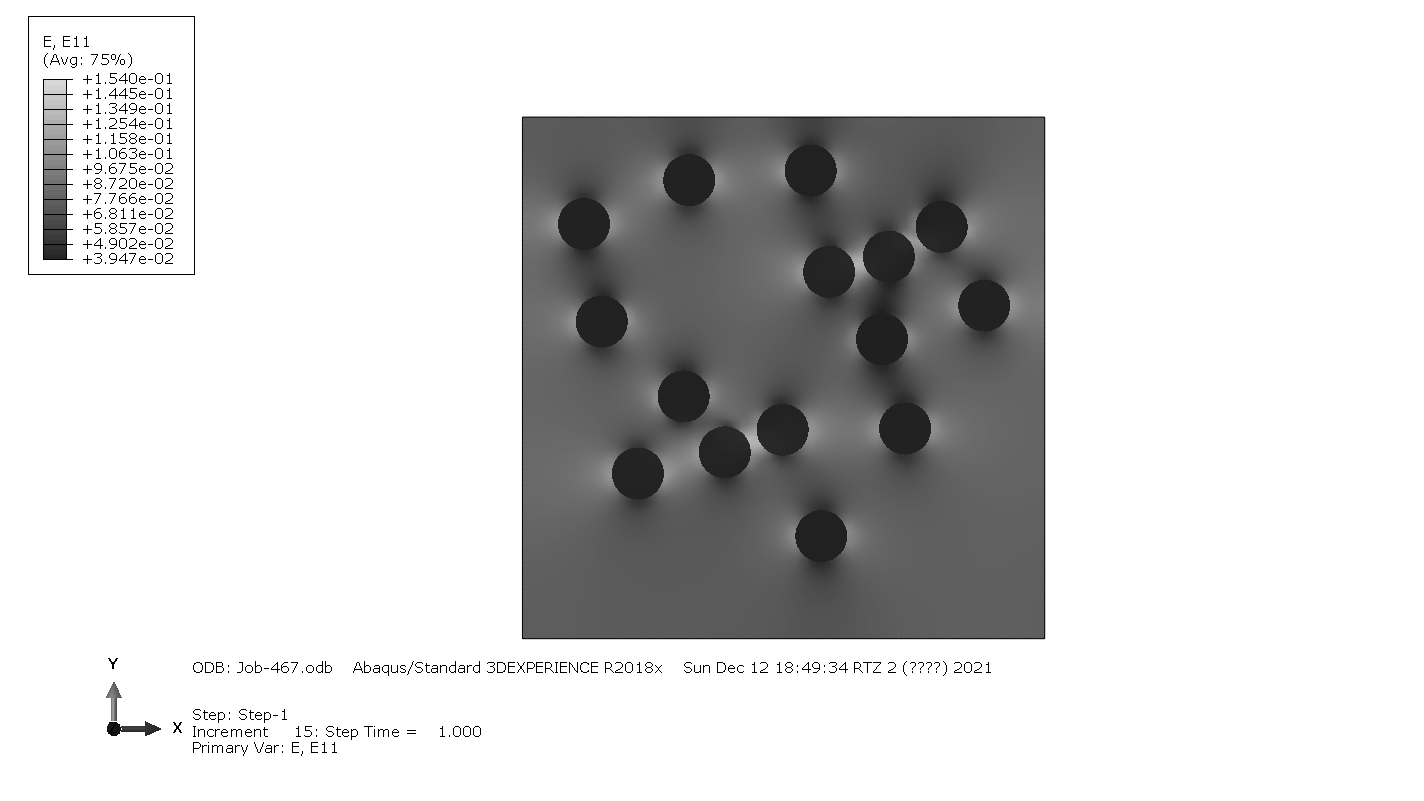 E, E11
(Avg: 75%)
+1.540e-01
+1.445e-01
+1.349e-01
+1.254e-01
+1.158e-01
+1.063e-01
+9.675e-02
+8.720e-02
+7.766e-02
+6.811e-02
+5.857e-02
+4.902e-02
+3.947e-02
Y
X
ODB: Job-467.odb Abaqus/Standard 3DEXPERIENCE R2018x Sun Dec 12 18:49:34 RTZ 2 (????) 2021
Step: Step-1
Increment 15: Step Time = 1.000
Primary Var: E, E11